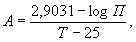 A = (2,9031 – log П) / (T – 25),